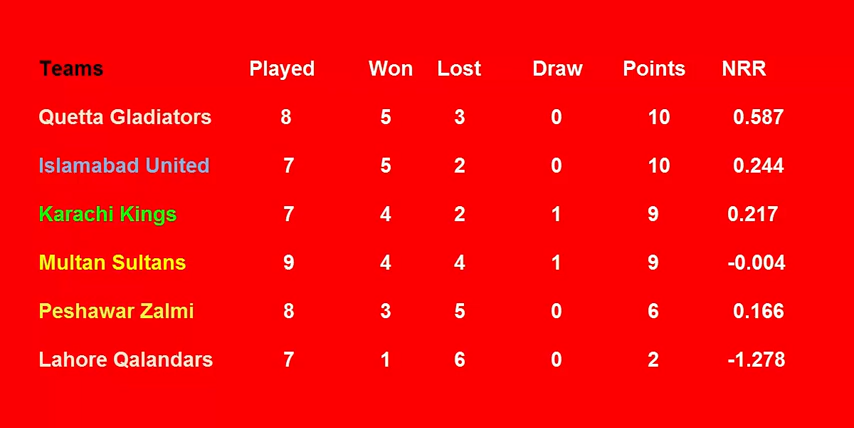 Teams Played Won Lost Draw Points NRR
Quetta Gladiators 8 5 3 0 10 0.587
Islamabad United 7 5 2 0 10 0.244
Karachi Kings 7 4 2 1 9 0.217
Multan Sultans 9 4 4 1 9 -0.004
Peshawar Zalmi 8 3 5 0 6 0.166
Lahore Qalandars 7 1 6 0 2 -1.278